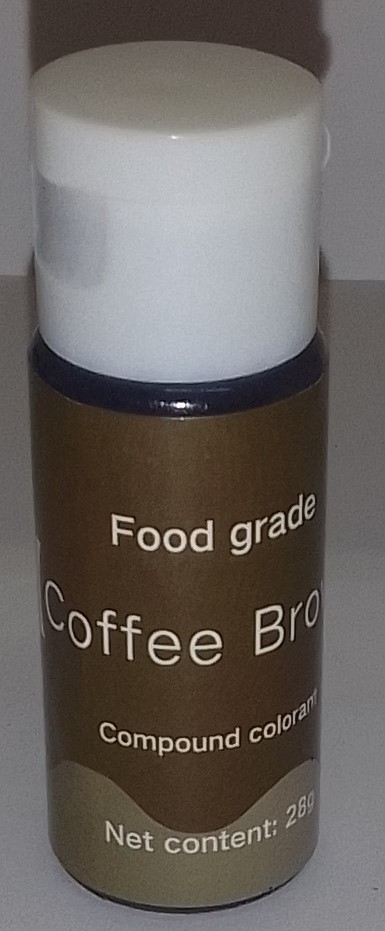 Food grade
Coffee Bro
Compound colorant
Net content: 28g